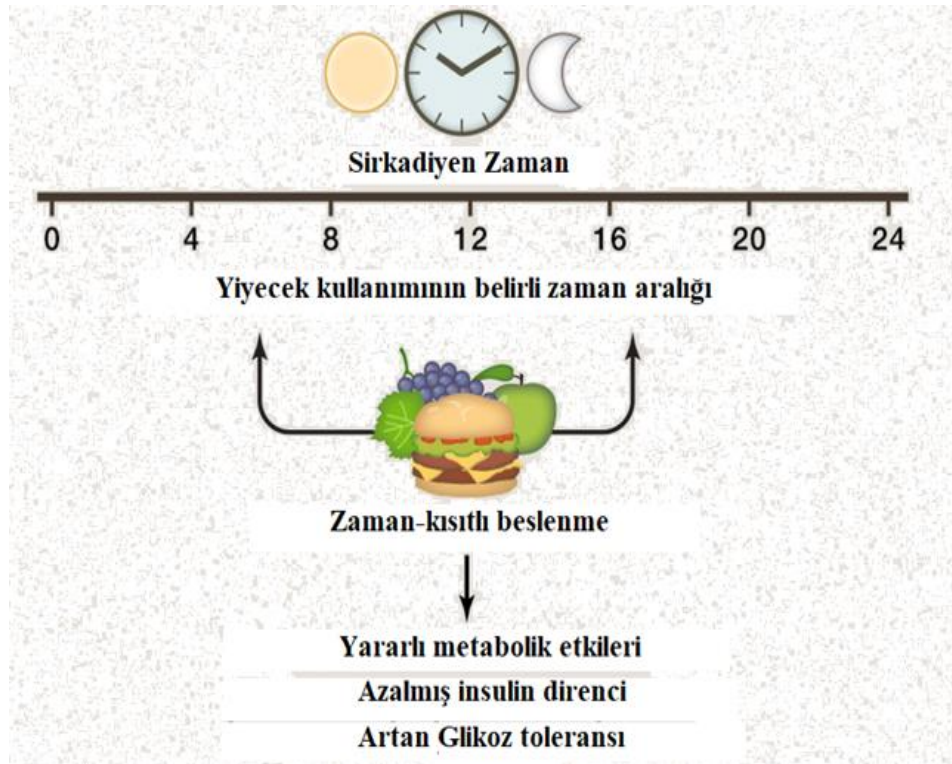 Sirkadiyen Zaman
0 4 8 12 16 20 24
Yiyecek kullanımının belirli zaman aralığı
Zaman-kısıtlı beslenme
Yararlı metabolik etkileri
Azalmış insulin direnci
Artan Glikoz toleransı